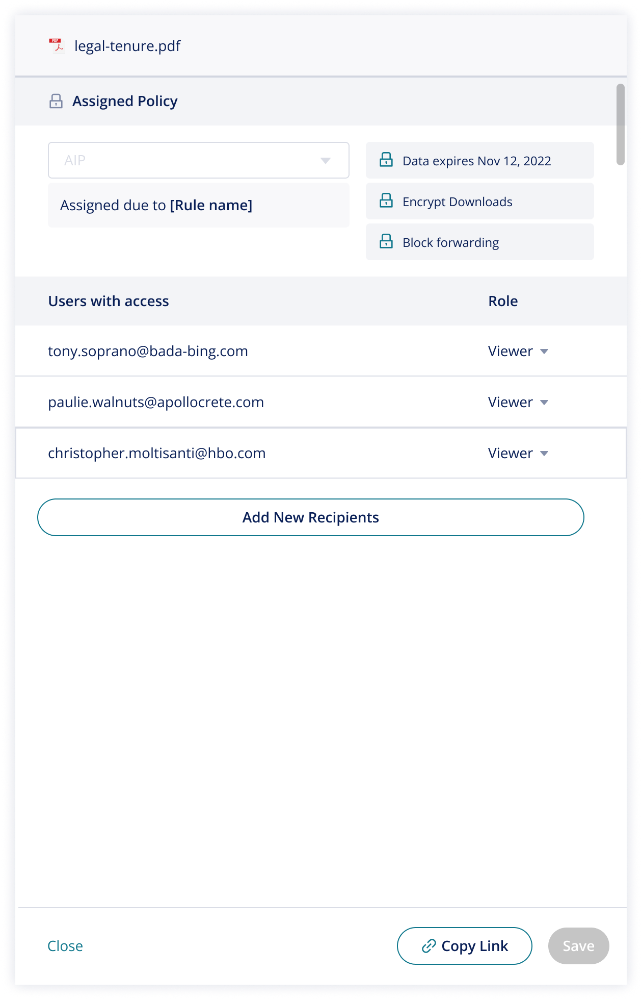 PDF
legal-tenure.pdf
Assigned Policy
AIP
Assigned due to [Rule name]
Data expires Nov 12, 2022
Encrypt Downloads
Block forwarding
Users with access Role
tony.soprano@bada-bing.com Viewer
paulie.walnuts@apollocrete.com Viewer
christopher.moltisanti@hbo.com Viewer
Add New Recipients
Close Copy Link Save